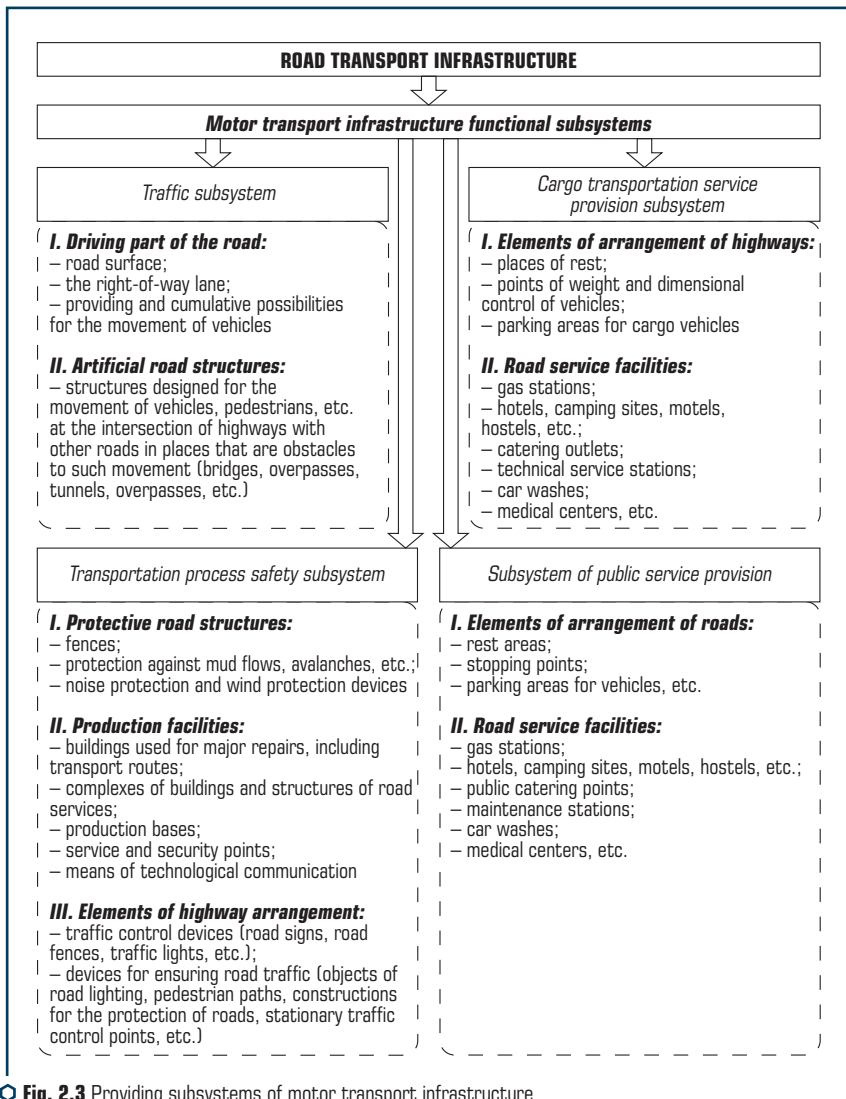 ROAD TRANSPORT INFRASTRUCTURE
Motor transport infrastructure functional subsystems
Traffic subsystem
I. Driving part of the road:
– road surface;
– the right-of-way lane;
– providing and cumulative possibilities
for the movement of vehicles
II. Artificial road structures:
– structures designed for the
movement of vehicles, pedestrians, etc.
at the intersection of highways with
other roads in places that are obstacles
to such movement (bridges, overpasses,
tunnels, overpasses, etc.)
Cargo transportation service
provision subsystem
I. Elements of arrangement of highways:
– places of rest;
– points of weight and dimensional
control of vehicles;
– parking areas for cargo vehicles
II. Road service facilities:
– gas stations;
– hotels, camping sites, motels,
hostels, etc.;
– catering outlets;
– technical service stations;
– car washes;
– medical centers, etc.
Transportation process safety subsystem
I. Protective road structures:
– fences;
– protection against mud flows, avalanches, etc.;
– noise protection and wind protection devices
II. Production facilities:
– buildings used for major repairs, including
transport routes;
– complexes of buildings and structures of road
services;
– production bases;
– service and security points;
– means of technological communication
III. Elements of highway arrangement:
– traffic control devices (road signs, road
fences, traffic lights, etc.);
– devices for ensuring road traffic (objects of
road lighting, pedestrian paths, constructions
for the protection of roads, stationary traffic
control points, etc.)
Subsystem of public service provision
I. Elements of arrangement of roads:
– rest areas;
– stopping points;
– parking areas for vehicles, etc.
II. Road service facilities:
– gas stations;
– hotels, camping sites, motels, hostels, etc.;
– public catering points;
– maintenance stations;
– car washes;
– medical centers, etc.
Fig. 2.3 Providing subsystems of motor transport infrastructure